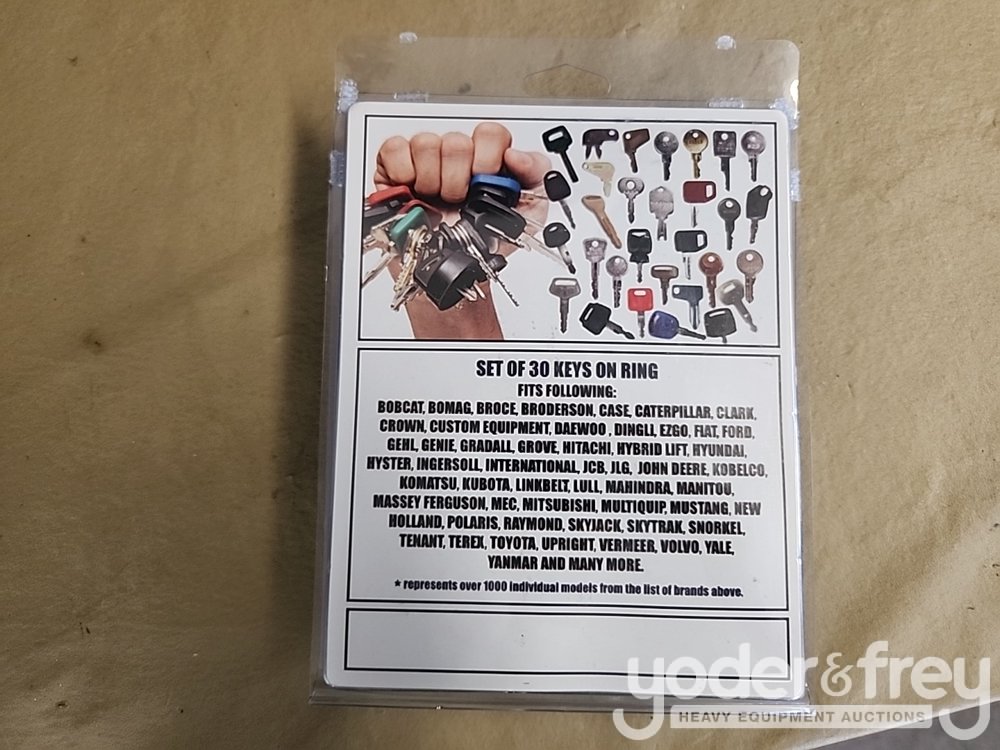 SET OF 30 KEYS ON RING
FITS FOLLOWING:
BOBCAT, BOMAG, BROCE, BRODERSON, CASE, CATERPILLAR, CLARK,
CROWN, CUSTOM EQUIPMENT, DAEWOO , DINGLI, EZGO, FIAT, FORD,
GEHL, GENIE, GRADALL, GROVE, HITACHI, HYBRID LIFT, HYUNDAI,
HYSTER, INGERSOLL, INTERNATIONAL, JCB, JLG, JOHN DEERE, KOBELCO,
KOMATSU, KUBOTA, LINKBELT, LULL, MAHINDRA, MANITOU,
MASSEY FERGUSON, MEC, MITSUBISHI, MULTIQUIP, MUSTANG, NEW
HOLLAND, POLARIS, RAYMOND, SKYJACK, SKYTRAK, SNORKEL,
TENANT, TEREX, TOYOTA, UPRIGHT, VERMEER, VOLVO, YALE,
YANMAR AND MANY MORE.
* represents over 1000 individual models from the list of brands above.
yoder&frey
HEAVY EQUIPMENT AUCTIONS